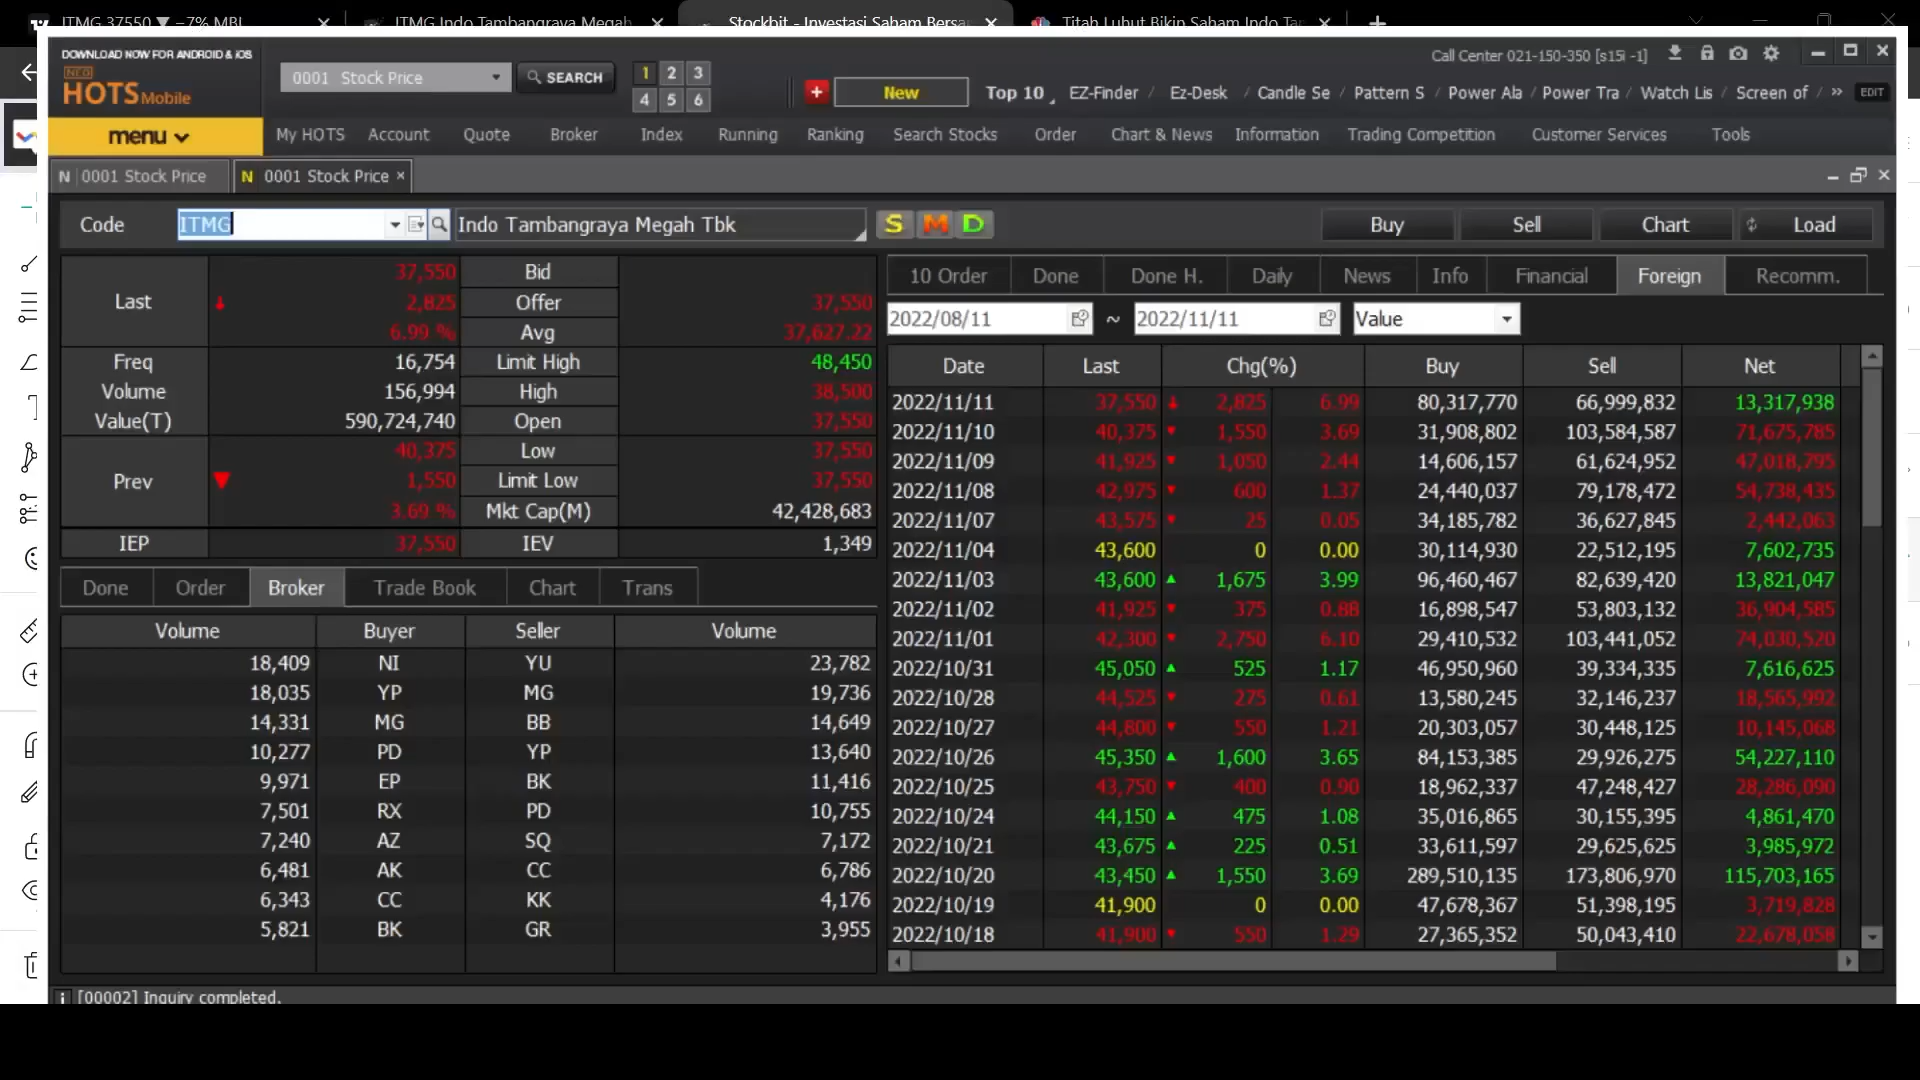 ITMG 37550 ▼ −7% MBI
ITMG Indo Tambangraya Megah
Stockbit - Investasi Saham Bersa
Titah Luhut Bikin Saham Indo Ta
DOWNLOAD NOW FOR ANDROID & iOS
NEO
HOTS Mobile
0001 Stock Price
SEARCH
1 2 3
4 5 6
Call Center 021-150-350 [s15i -1]
New
Top 10 EZ-Finder / Ez-Desk / Candle Se / Pattern S / Power Ala / Power Tra / Watch Lis / Screen of / » EDIT
menu
My HOTS Account Quote Broker Index Running Ranking Search Stocks Order Chart & News Information Trading Competition Customer Services Tools
N 0001 Stock Price
N 0001 Stock Price ×
Code ITMG Indo Tambangraya Megah Tbk S M D Buy Sell Chart Load
Last 37,550 Bid
2,825 Offer 37,550
6.99 % Avg 37,627.22
Freq 16,754 Limit High 48,450
Volume 156,994 High 38,500
Value(T) 590,724,740 Open 37,550
Prev 40,375 Low 37,550
1,550 Limit Low 37,550
3.69 % Mkt Cap(M) 42,428,683
IEP 37,550 IEV 1,349
Done Order Broker Trade Book Chart Trans
Volume Buyer Seller Volume
18,409 NI YU 23,782
18,035 YP MG 19,736
14,331 MG BB 14,649
10,277 PD YP 13,640
9,971 EP BK 11,416
7,501 RX PD 10,755
7,240 AZ SQ 7,172
6,481 AK CC 6,786
6,343 CC KK 4,176
5,821 BK GR 3,955
10 Order Done Done H. Daily News Info Financial Foreign Recomm.
2022/08/11 ~ 2022/11/11 Value
Date Last Chg(%) Buy Sell Net
2022/11/11 37,550 2,825 6.99 80,317,770 66,999,832 13,317,938
2022/11/10 40,375 1,550 3.69 31,908,802 103,584,587 71,675,785
2022/11/09 41,925 1,050 2.44 14,606,157 61,624,952 47,018,795
2022/11/08 42,975 600 1.37 24,440,037 79,178,472 54,738,435
2022/11/07 43,575 25 0.05 34,185,782 36,627,845 2,442,063
2022/11/04 43,600 0 0.00 30,114,930 22,512,195 7,602,735
2022/11/03 43,600 1,675 3.99 96,460,467 82,639,420 13,821,047
2022/11/02 41,925 375 0.88 16,898,547 53,803,132 36,904,585
2022/11/01 42,300 2,750 6.10 29,410,532 103,441,052 74,030,520
2022/10/31 45,050 525 1.17 46,950,960 39,334,335 7,616,625
2022/10/28 44,525 275 0.61 13,580,245 32,146,237 18,565,992
2022/10/27 44,800 550 1.21 20,303,057 30,448,125 10,145,068
2022/10/26 45,350 1,600 3.65 84,153,385 29,926,275 54,227,110
2022/10/25 43,750 400 0.90 18,962,337 47,248,427 28,286,090
2022/10/24 44,150 475 1.08 35,016,865 30,155,395 4,861,470
2022/10/21 43,675 225 0.51 33,611,597 29,625,625 3,985,972
2022/10/20 43,450 1,550 3.69 289,510,135 173,806,970 115,703,165
2022/10/19 41,900 0 0.00 47,678,367 51,398,195 3,719,828
2022/10/18 41,900 550 1.29 27,365,352 50,043,410 22,678,058
[00002] Inquiry completed.